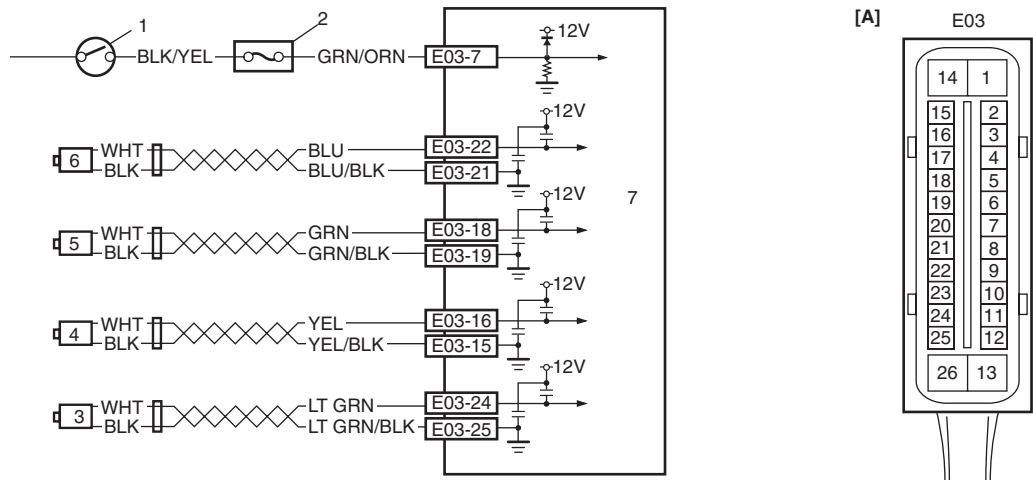 1
2
12V
BLK/YEL
GRN/ORN
E03-7
12V
6
WHT
BLU
E03-22
BLK
BLU/BLK
E03-21
12V
7
5
WHT
GRN
E03-18
BLK
GRN/BLK
E03-19
12V
4
WHT
YEL
E03-16
BLK
YEL/BLK
E03-15
12V
3
WHT
LT GRN
E03-24
BLK
LT GRN/BLK
E03-25
[A]
E03
14 1
15 2
16 3
17 4
18 5
19 6
20 7
21 8
22 9
23 10
24 11
25 12
26 13